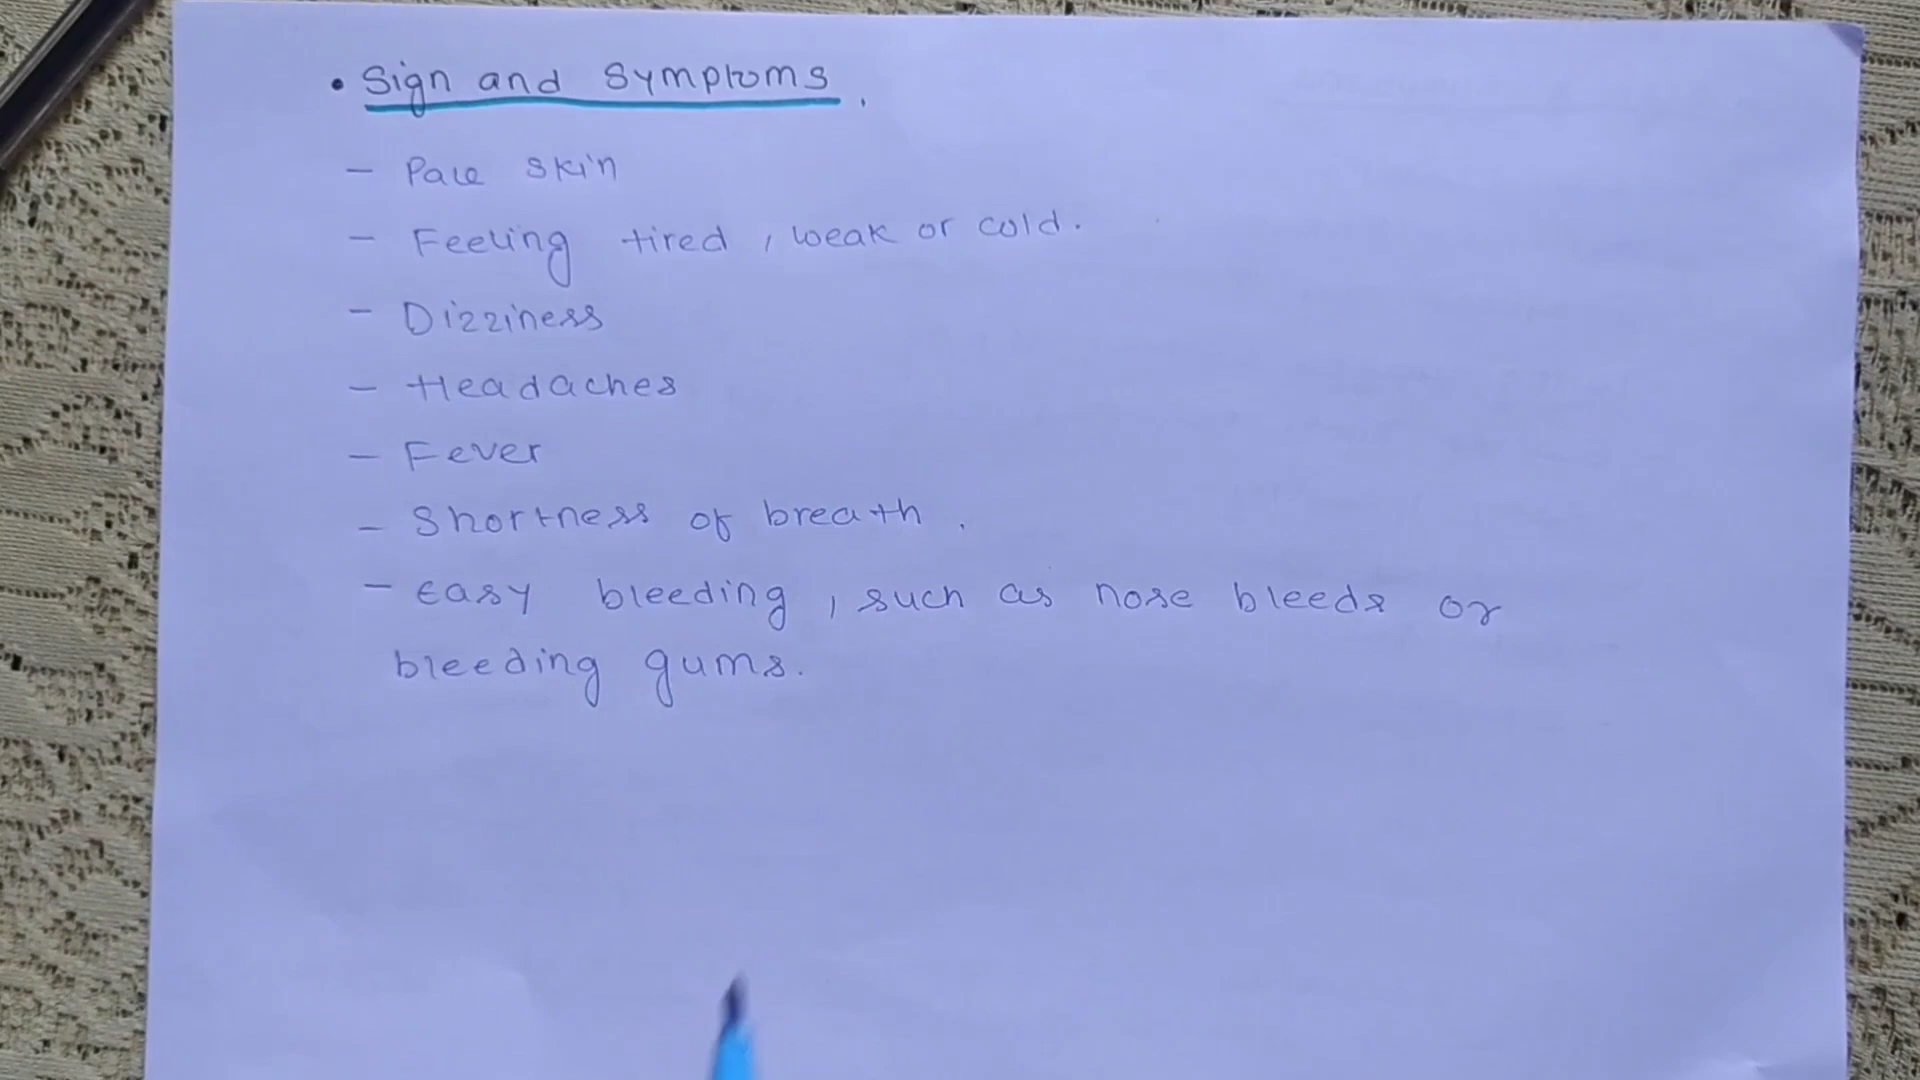 • Sign and Symptoms.
– Pale skin
– Feeling tired, weak or cold.
– Dizziness
– Headaches
– Fever
– Shortness of breath.
– Easy bleeding, such as nose bleeds or
bleeding gums.